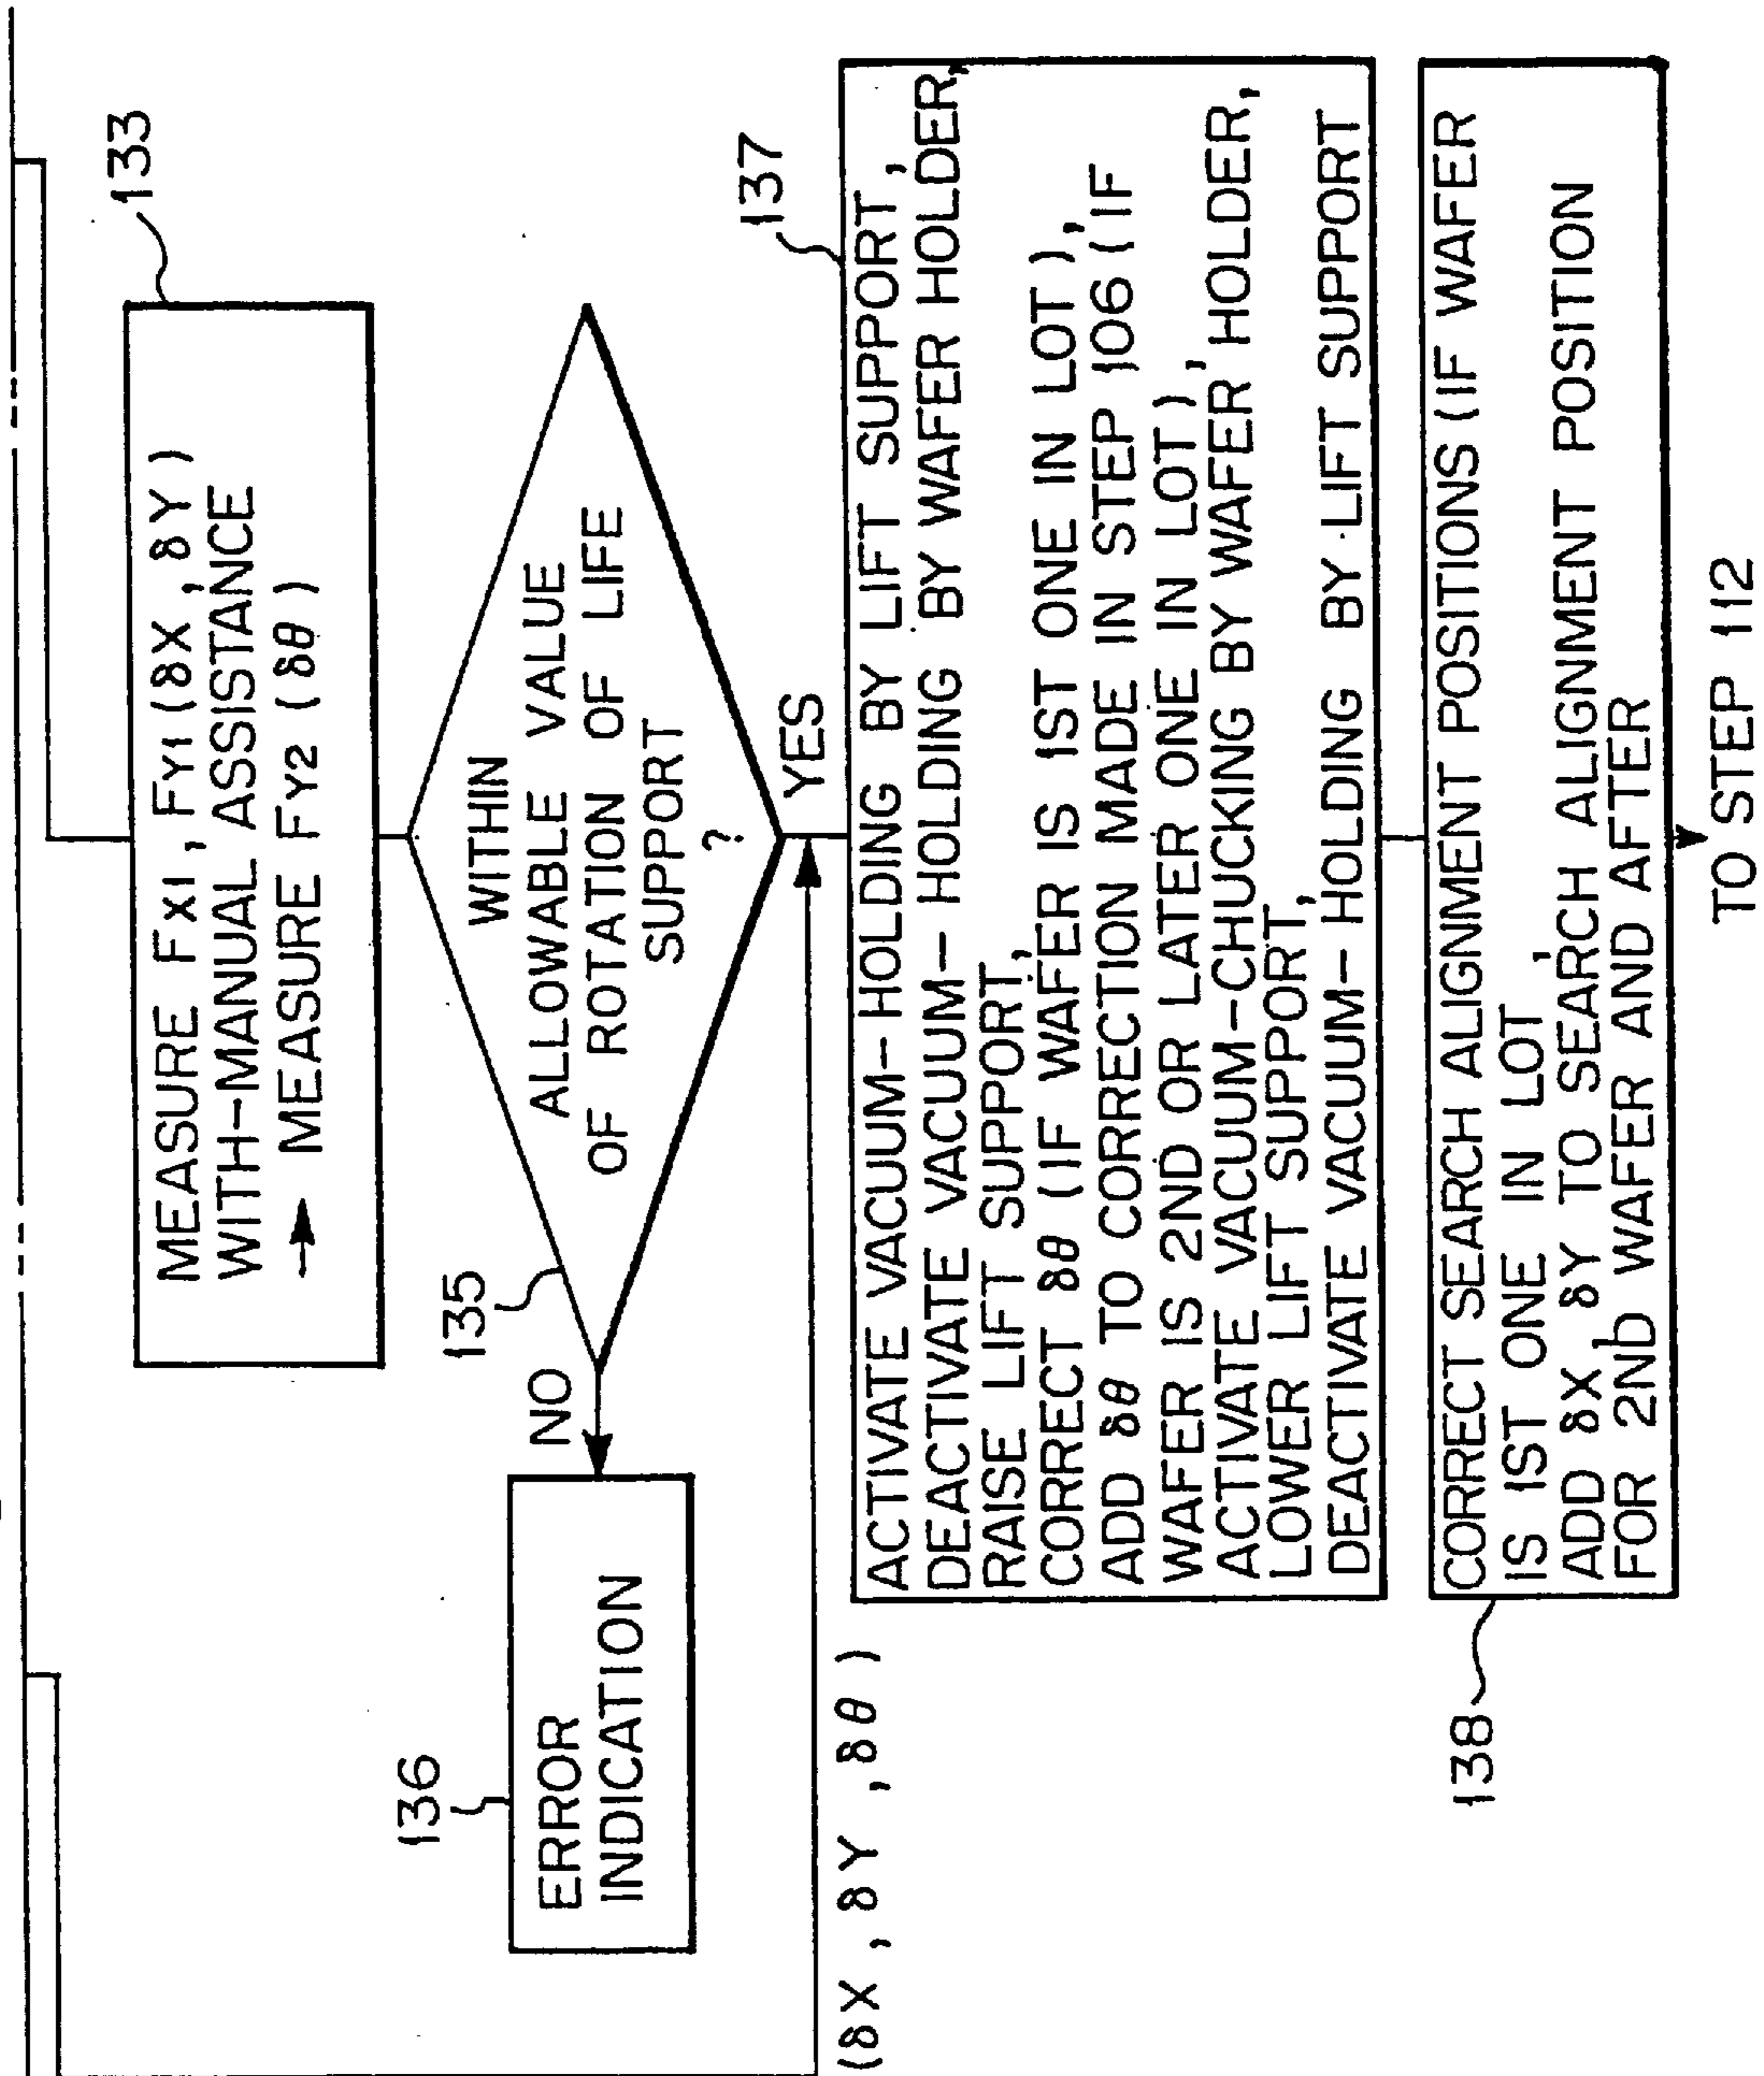 133
MEASURE FX1, FY1 (δX, δY)
WITH-MANUAL ASSISTANCE
→ MEASURE FY2 (δθ)
135
WITHIN
ALLOWABLE VALUE
OF ROTATION OF LIFE
SUPPORT
?
NO
YES
136
ERROR
INDICATION
(δX, δY, δθ)
137
ACTIVATE VACUUM-HOLDING BY LIFT SUPPORT,
DEACTIVATE VACUUM-HOLDING BY WAFER HOLDER,
RAISE LIFT SUPPORT,
CORRECT δθ (IF WAFER IS 1ST ONE IN LOT),
ADD δθ TO CORRECTION MADE IN STEP 106 (IF
WAFER IS 2ND OR LATER ONE IN LOT),
ACTIVATE VACUUM-CHUCKING BY WAFER HOLDER,
LOWER LIFT SUPPORT,
DEACTIVATE VACUUM-HOLDING BY LIFT SUPPORT
138
CORRECT SEARCH ALIGNMENT POSITIONS (IF WAFER
IS 1ST ONE IN LOT,
ADD δX, δY TO SEARCH ALIGNMENT POSITION
FOR 2ND WAFER AND AFTER
TO STEP 112